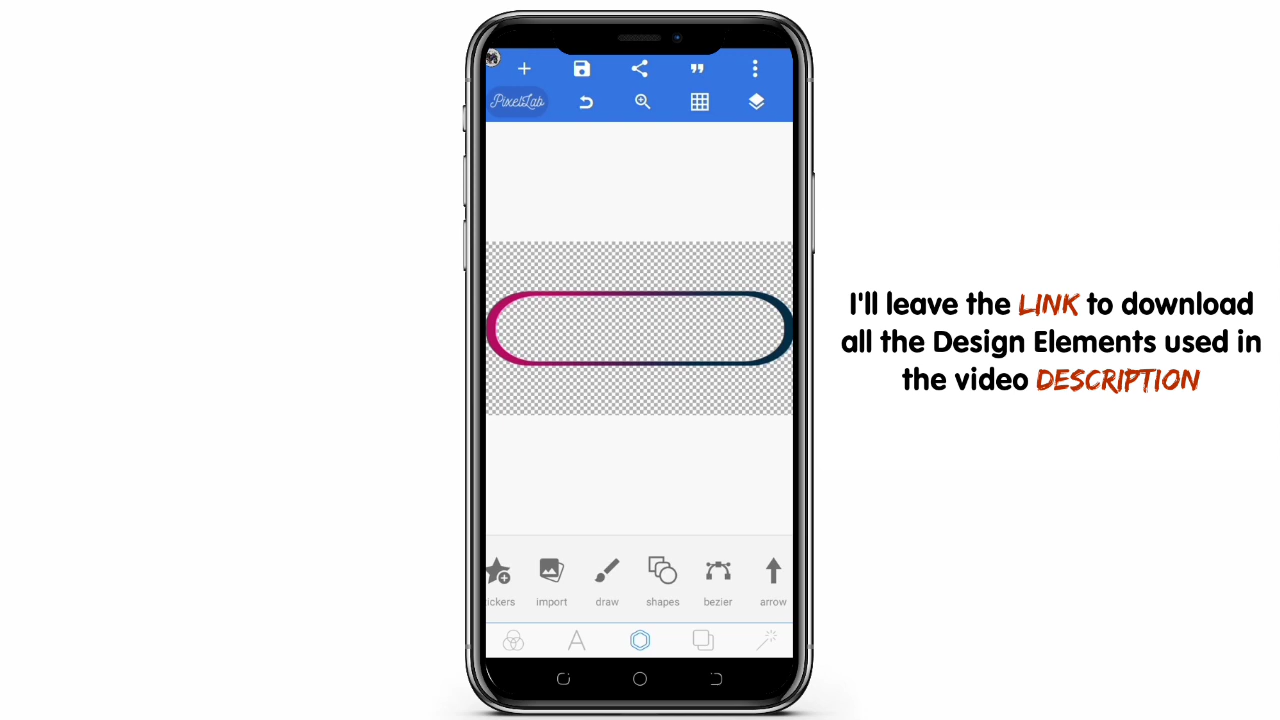 PixelLab
ickers import draw shapes bezier arrow
I'll leave the LINK to download
all the Design Elements used in
the video DESCRIPTION